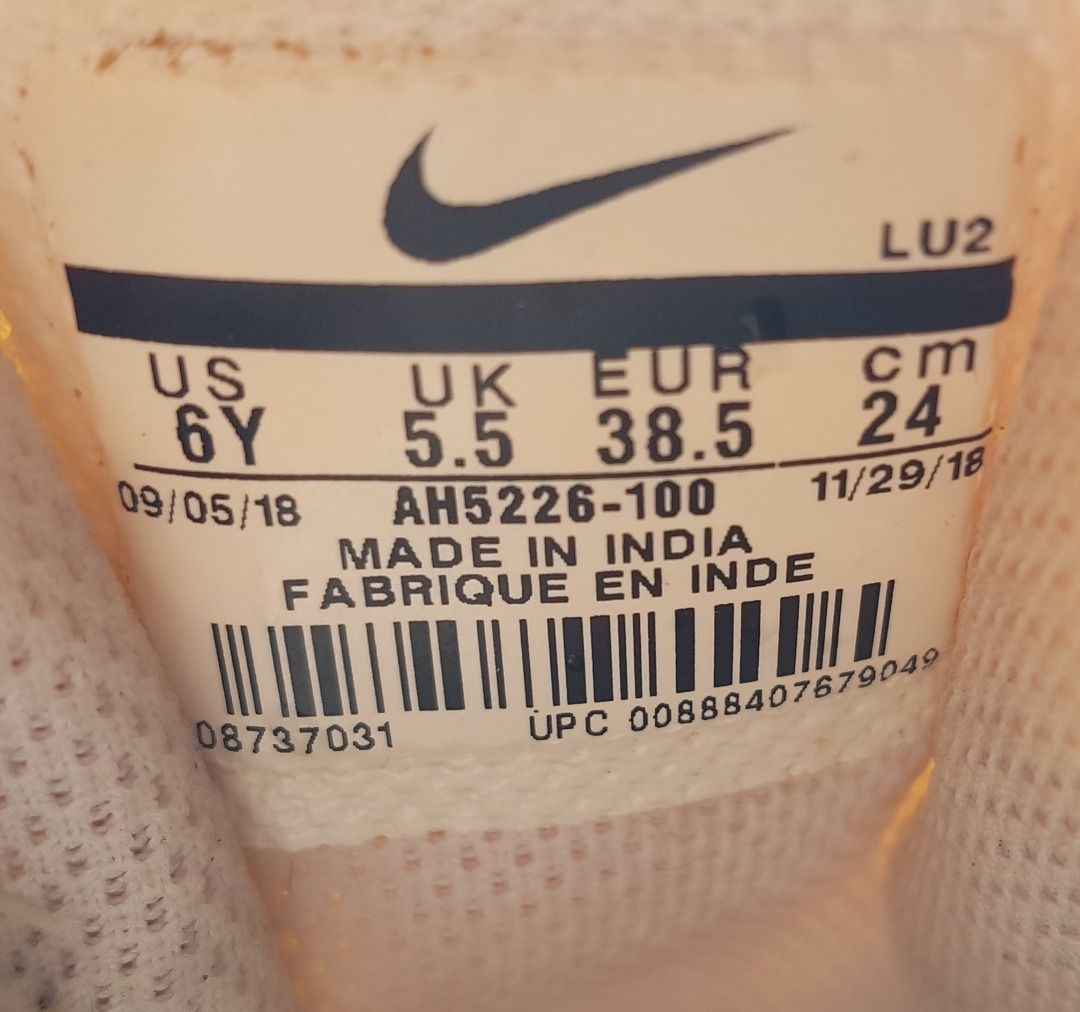 LU2
US UK EUR cm
6Y 5.5 38.5 24
09/05/18 AH5226-100 11/29/18
MADE IN INDIA
FABRIQUE EN INDE
08737031 UPC 00888407679049